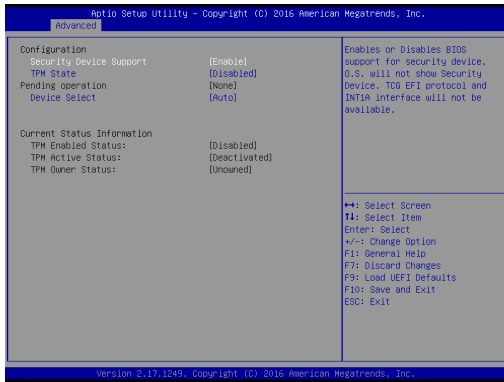 Aptio Setup Utility – Copyright (C) 2016 American Megatrends, Inc.
Advanced
Configuration
Security Device Support [Enable]
TPM State [Disabled]
Pending operation [None]
Device Select [Auto]
Current Status Information
TPM Enabled Status: [Disabled]
TPM Active Status: [Deactivated]
TPM Owner Status: [Unowned]
Enables or Disables BIOS
support for security device.
O.S. will not show Security
Device. TCG EFI protocol and
INT1A interface will not be
available.
↔: Select Screen
↑↓: Select Item
Enter: Select
+/-: Change Option
F1: General Help
F7: Discard Changes
F9: Load UEFI Defaults
F10: Save and Exit
ESC: Exit
Version 2.17.1249. Copyright (C) 2016 American Megatrends, Inc.